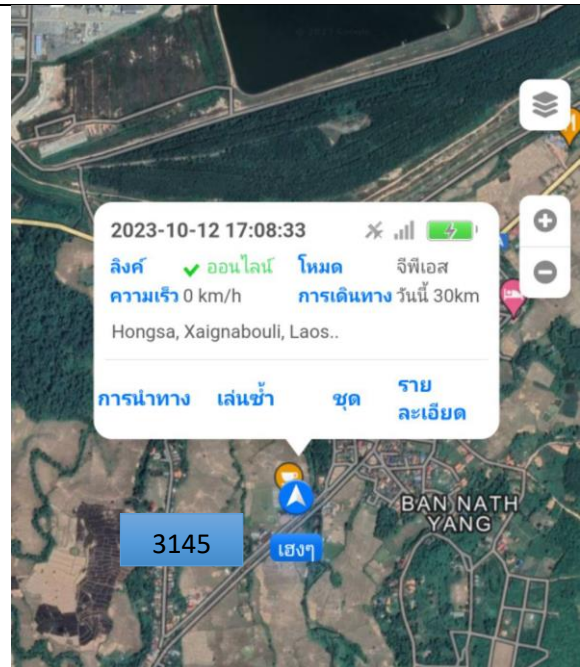 2023-10-12 17:08:33
ลิงค์ ออนไลน์ โหมด จีพีเอส
ความเร็ว 0 km/h การเดินทาง วันนี้ 30km
Hongsa, Xaignabouli, Laos..
การนำทาง เล่นซ้ำ ชุด ราย
ละเอียด
BAN NATH
YANG
3145
เฮงๆ